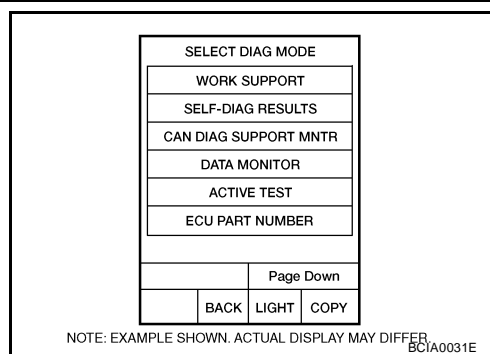 SELECT DIAG MODE
WORK SUPPORT
SELF-DIAG RESULTS
CAN DIAG SUPPORT MNTR
DATA MONITOR
ACTIVE TEST
ECU PART NUMBER
Page Down
BACK LIGHT COPY
NOTE: EXAMPLE SHOWN. ACTUAL DISPLAY MAY DIFFER.
BCIA0031E